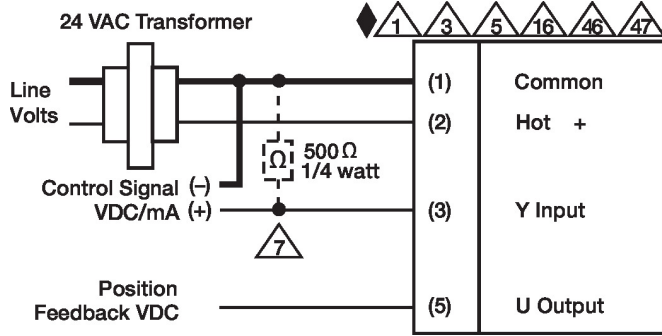 24 VAC Transformer
1 3 5 16 46 47
Line
Volts
(1) Common
(2) Hot +
Ω 500 Ω
1/4 watt
Control Signal (–)
VDC/mA (+)
(3) Y Input
7
Position
Feedback VDC
(5) U Output